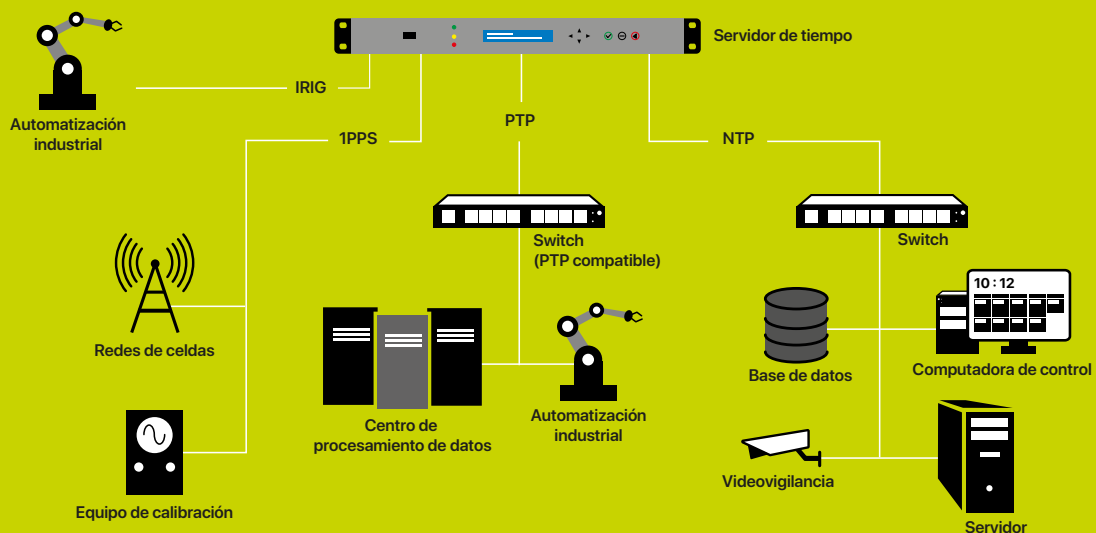 Servidor de tiempo
IRIG
Automatización
industrial
1PPS
PTP
NTP
Switch
(PTP compatible)
Switch
10 : 12
Redes de celdas
Base de datos
Computadora de control
Centro de
procesamiento de datos
Automatización
industrial
Videovigilancia
Equipo de calibración
Servidor